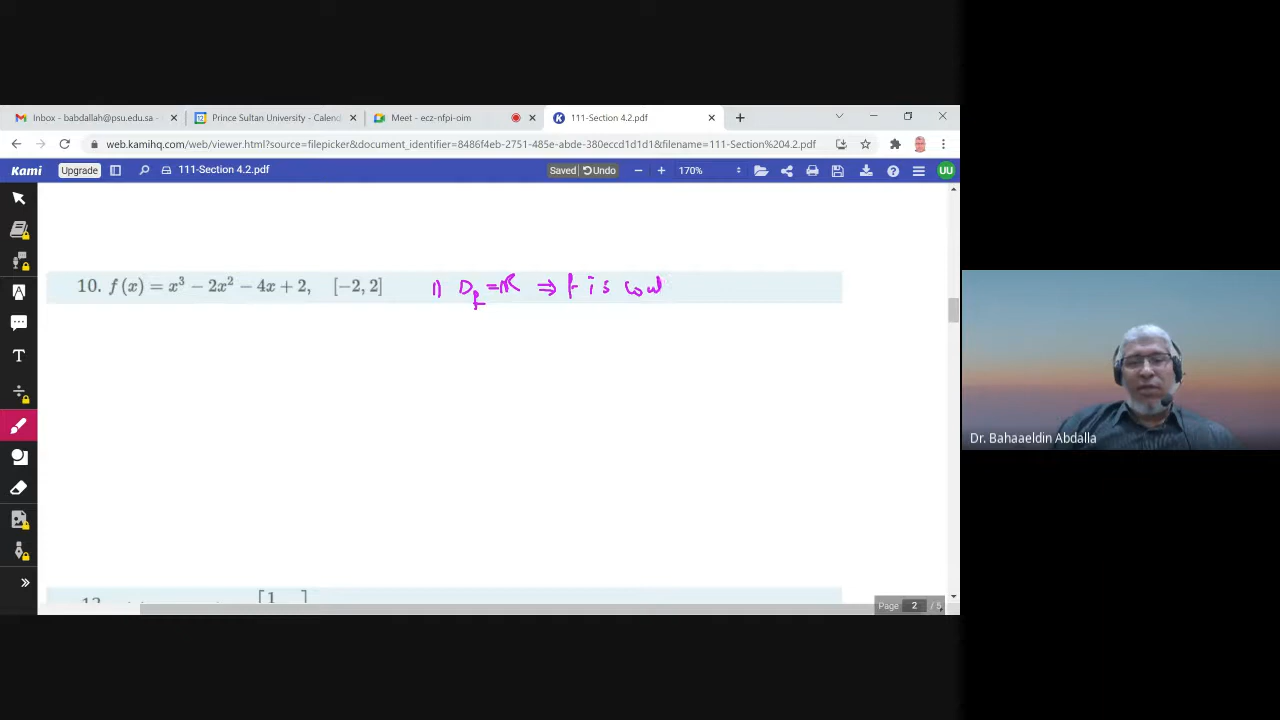 Inbox - babdallah@psu.edu.sa -
Prince Sultan University - Calend
Meet - ecz-nfpi-oim
111-Section 4.2.pdf
web.kamihq.com/web/viewer.html?source=filepicker&document_identifier=8486f4eb-2751-485e-abde-380eccd1d1d1&filename=111-Section%204.2.pdf
Kami Upgrade 111-Section 4.2.pdf Saved Undo 170% UU
10. f(x) = x³ − 2x² − 4x + 2, [−2, 2] 1) D_f = ℝ ⇒ f is cont
Dr. Bahaaeldin Abdalla
Page 2 / 5